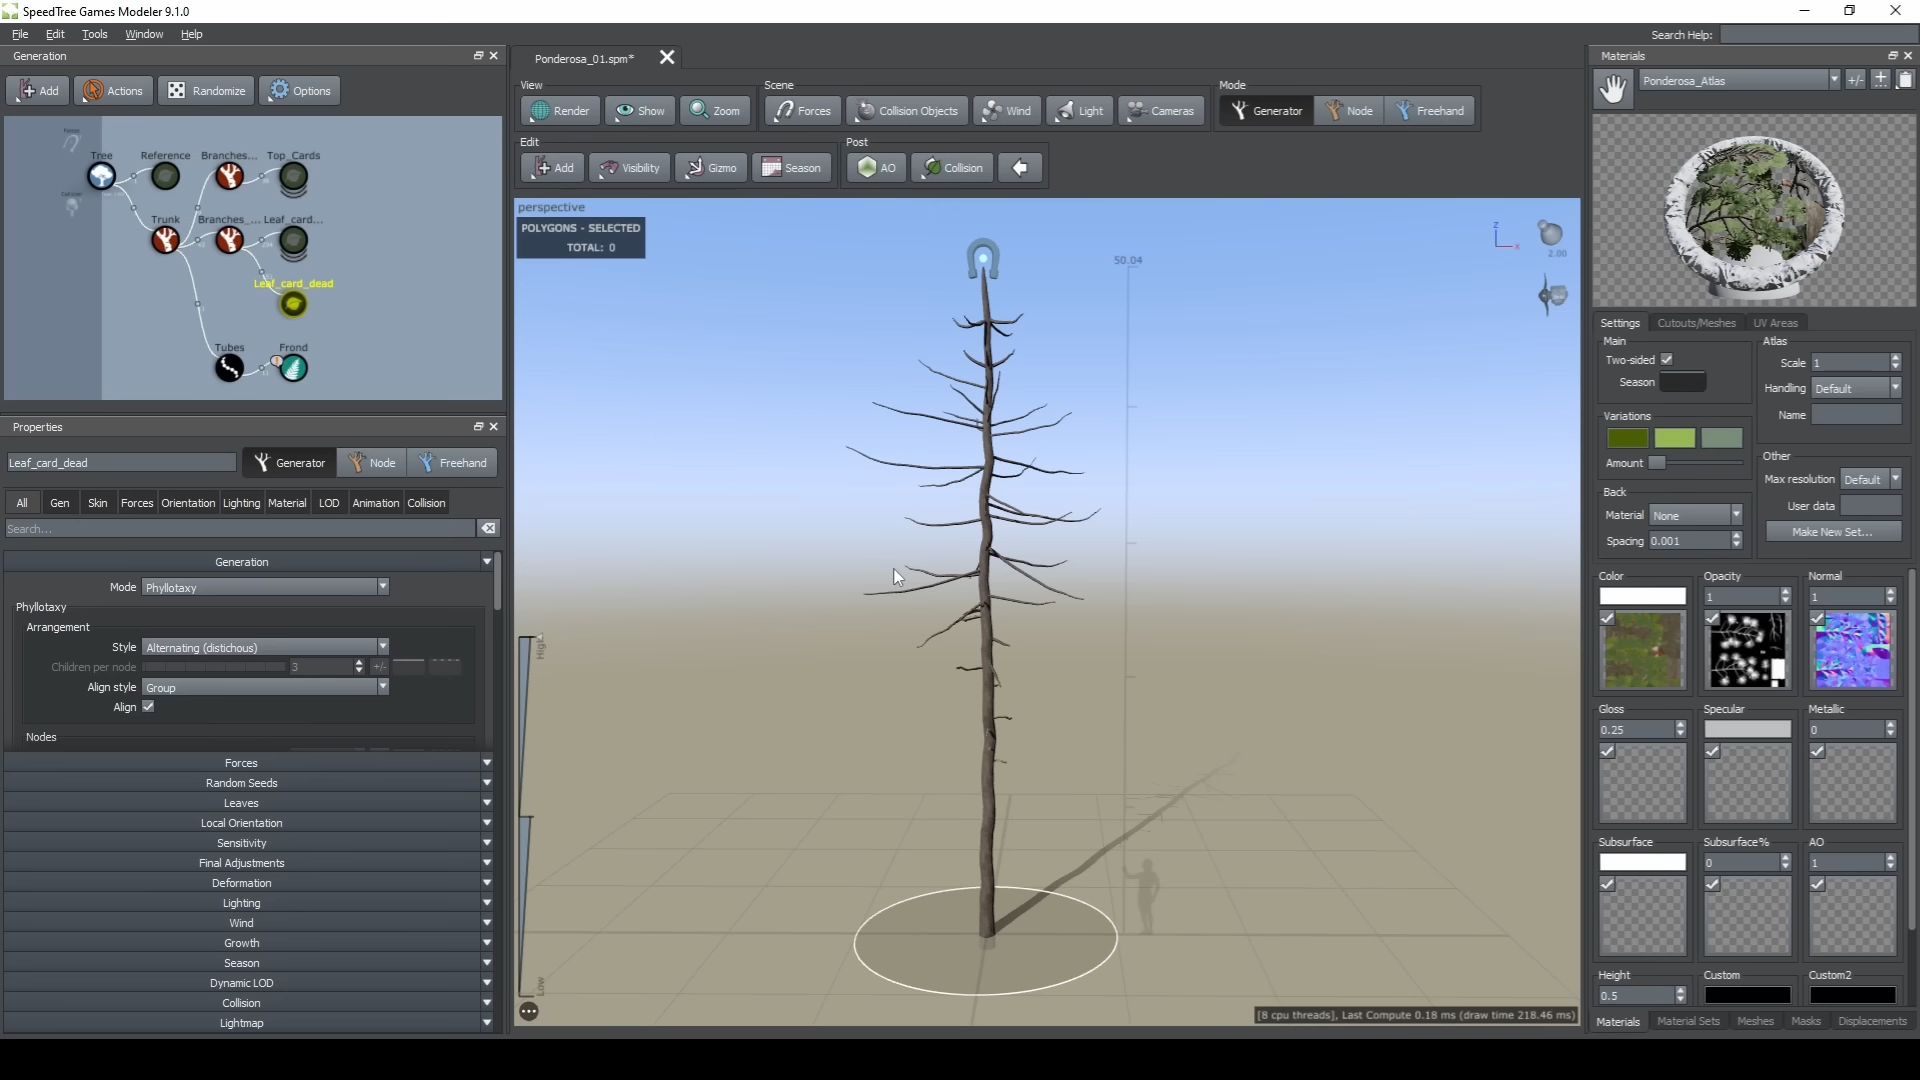 SpeedTree Games Modeler 9.1.0
File Edit Tools Window Help
Search Help:
Generation
Add Actions Randomize Options
Tree Reference Branches... Top_Cards
Trunk Branches_... Leaf_card...
Leaf_card_dead
Tubes Frond
Properties
Leaf_card_dead Generator Node Freehand
All Gen Skin Forces Orientation Lighting Material LOD Animation Collision
Search...
Generation
Mode Phyllotaxy
Phyllotaxy
Arrangement
Style Alternating (distichous)
Children per node 3 +/-
Align style Group
Align
Nodes
Forces
Random Seeds
Leaves
Local Orientation
Sensitivity
Final Adjustments
Deformation
Lighting
Wind
Growth
Season
Dynamic LOD
Collision
Lightmap
Ponderosa_01.spm*
View Scene Mode
Render Show Zoom Forces Collision Objects Wind Light Cameras Generator Node Freehand
Edit Post
Add Visibility Gizmo Season AO Collision
perspective
POLYGONS - SELECTED
TOTAL: 0
50.04
z
x
2.00
High
Low
[8 cpu threads], Last Compute 0.18 ms (draw time 218.46 ms)
Materials
Ponderosa_Atlas +/-
Settings Cutouts/Meshes UV Areas
Main
Two-sided
Season
Variations
Amount
Back
Material None
Spacing 0.001
Atlas
Scale 1
Handling Default
Name
Other
Max resolution Default
User data
Make New Set...
Color Opacity Normal
1 1
Gloss Specular Metallic
0.25 0
Subsurface Subsurface% AO
0 1
Height Custom Custom2
0.5
Materials Material Sets Meshes Masks Displacements